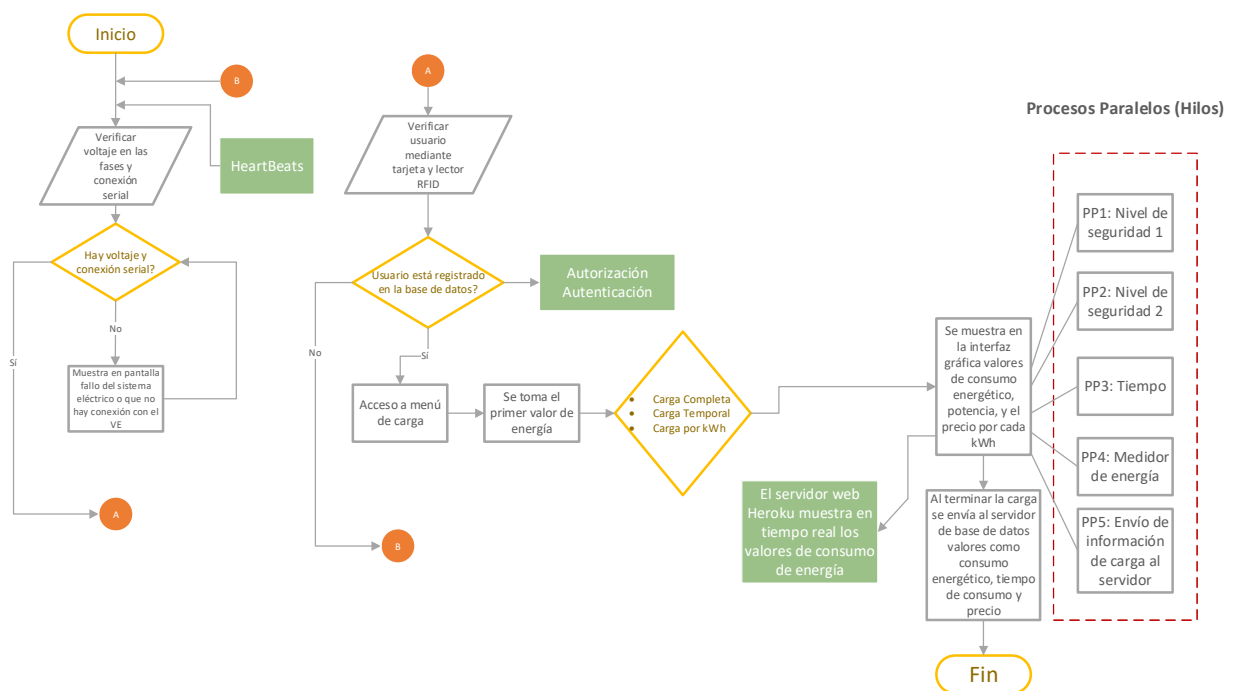 Inicio
B
Verificar
voltaje en las
fases y
conexión
serial
HeartBeats
Hay voltaje y
conexión serial?
No
Sí
Muestra en pantalla
fallo del sistema
eléctrico o que no
hay conexión con el
VE
A
A
Verificar
usuario
mediante
tarjeta y lector
RFID
Usuario está registrado
en la base de datos?
Autorización
Autenticación
No
Sí
Acceso a menú
de carga
Se toma el
primer valor de
energía
B
• Carga Completa
• Carga Temporal
• Carga por kWh
Se muestra en
la interfaz
gráfica valores
de consumo
energético,
potencia, y el
precio por cada
kWh
El servidor web
Heroku muestra en
tiempo real los
valores de consumo
de energía
Al terminar la carga
se envía al servidor
de base de datos
valores como
consumo
energético, tiempo
de consumo y
precio
Fin
Procesos Paralelos (Hilos)
PP1: Nivel de
seguridad 1
PP2: Nivel de
seguridad 2
PP3: Tiempo
PP4: Medidor
de energía
PP5: Envío de
información
de carga al
servidor